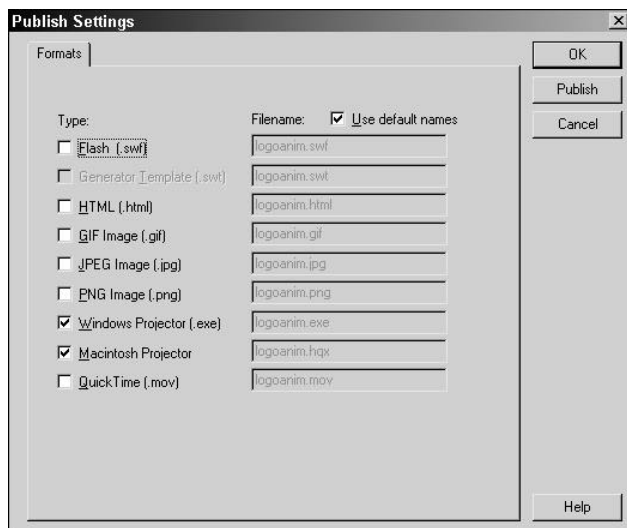 Publish Settings
Formats
OK
Publish
Cancel
Type:
Filename:
Use default names
Flash (.swf)
logoanim.swf
Generator Template (.swt)
logoanim.swt
HTML (.html)
logoanim.html
GIF Image (.gif)
logoanim.gif
JPEG Image (.jpg)
logoanim.jpg
PNG Image (.png)
logoanim.png
Windows Projector (.exe)
logoanim.exe
Macintosh Projector
logoanim.hqx
QuickTime (.mov)
logoanim.mov
Help